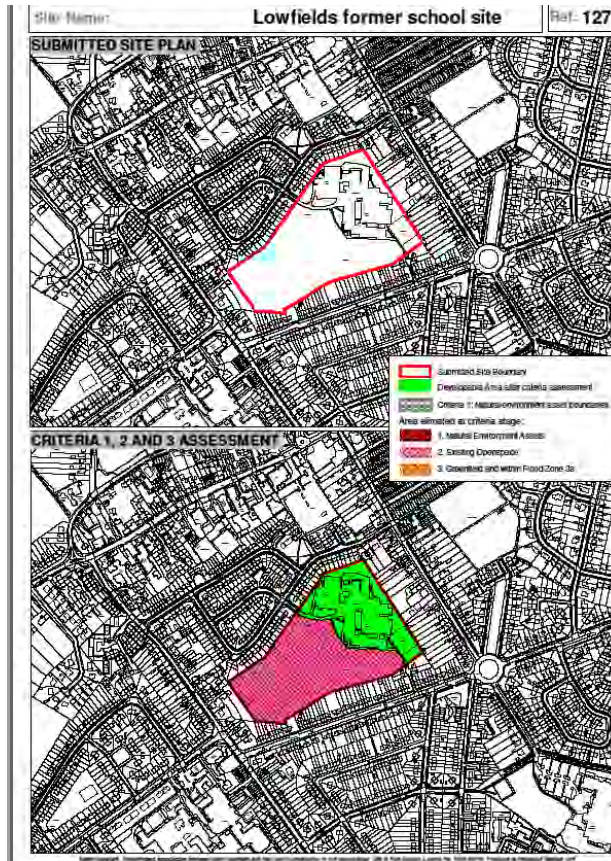 Site Name: Lowfields former school site Ref: 127
SUBMITTED SITE PLAN
Submitted Site Boundary
Developable Area after criteria assessment
Criteria 1: Natural environment asset boundaries
Area elimated at criteria stage:
1. Natural Environment Assets
2. Existing Openspace
3. Greenfield and within Flood Zone 3a
CRITERIA 1, 2 AND 3 ASSESSMENT